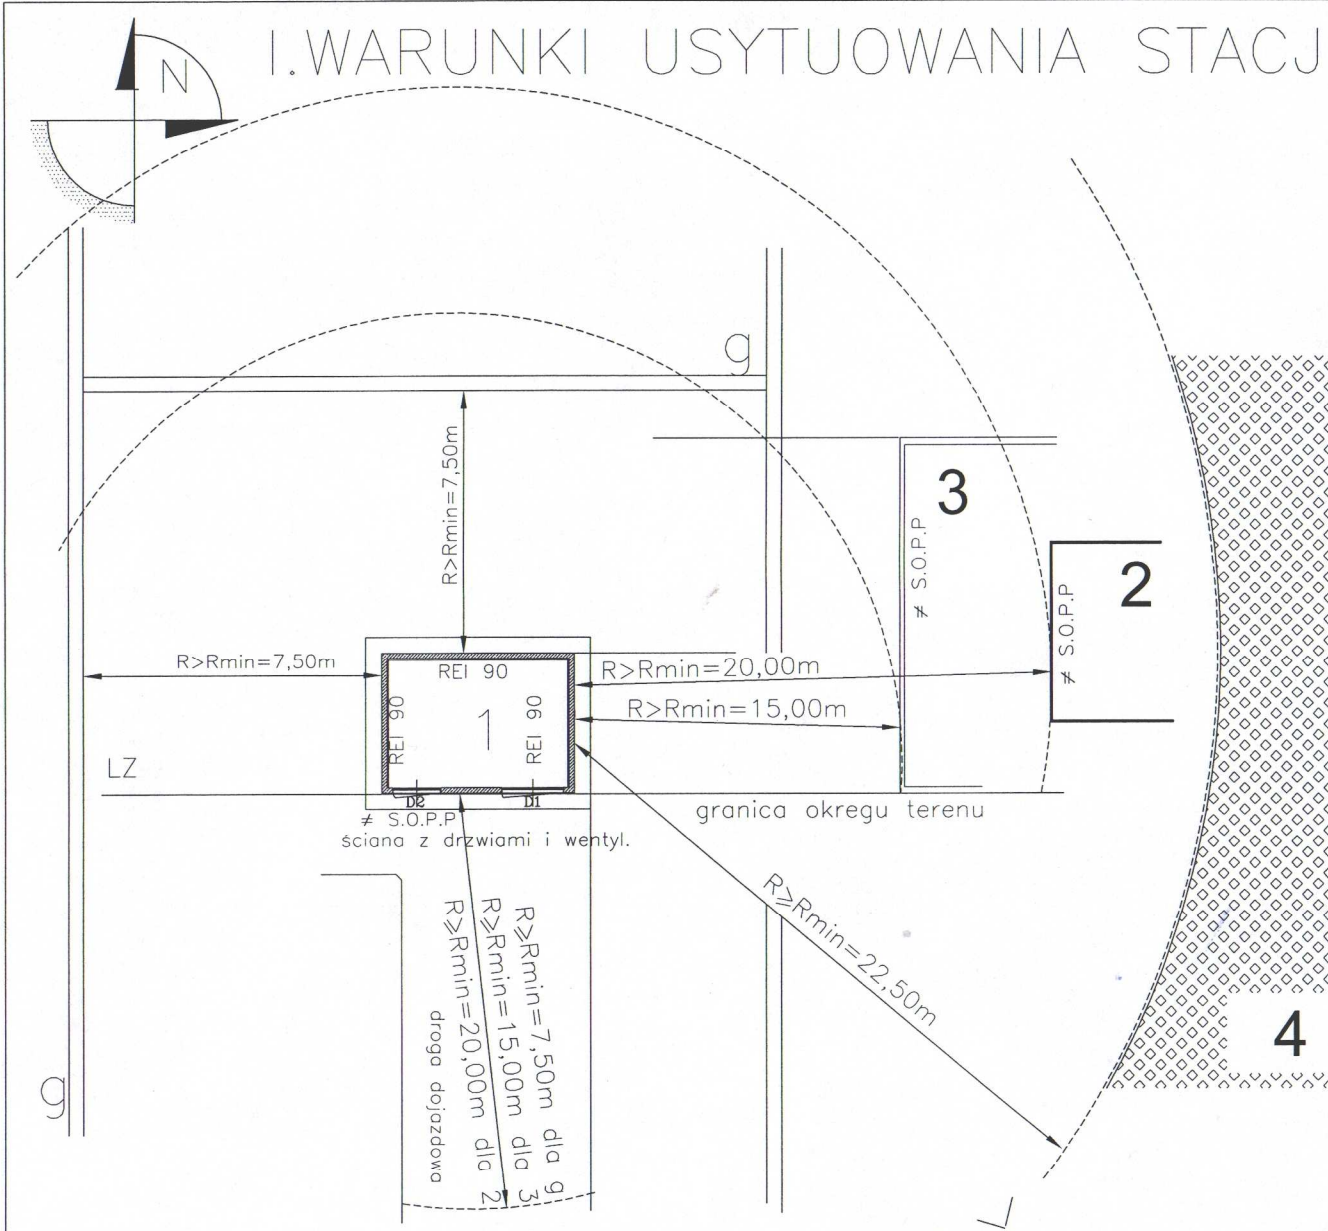 I.WARUNKI USYTUOWANIA STACJ
N
g
R>Rmin=7,50m
3
≠ S.O.P.P
2
≠ S.O.P.P
R>Rmin=7,50m
REI 90
R>Rmin=20,00m
REI 90
1
REI 90
R>Rmin=15,00m
LZ
D2
D1
granica okregu terenu
≠ S.O.P.P
ściana z drzwiami i wentyl.
R⩾Rmin=22,50m
R⩾Rmin=7,50m dla g
R⩾Rmin=15,00m dla 3
R⩾Rmin=20,00m dla 2
droga dojazdowa
4
g